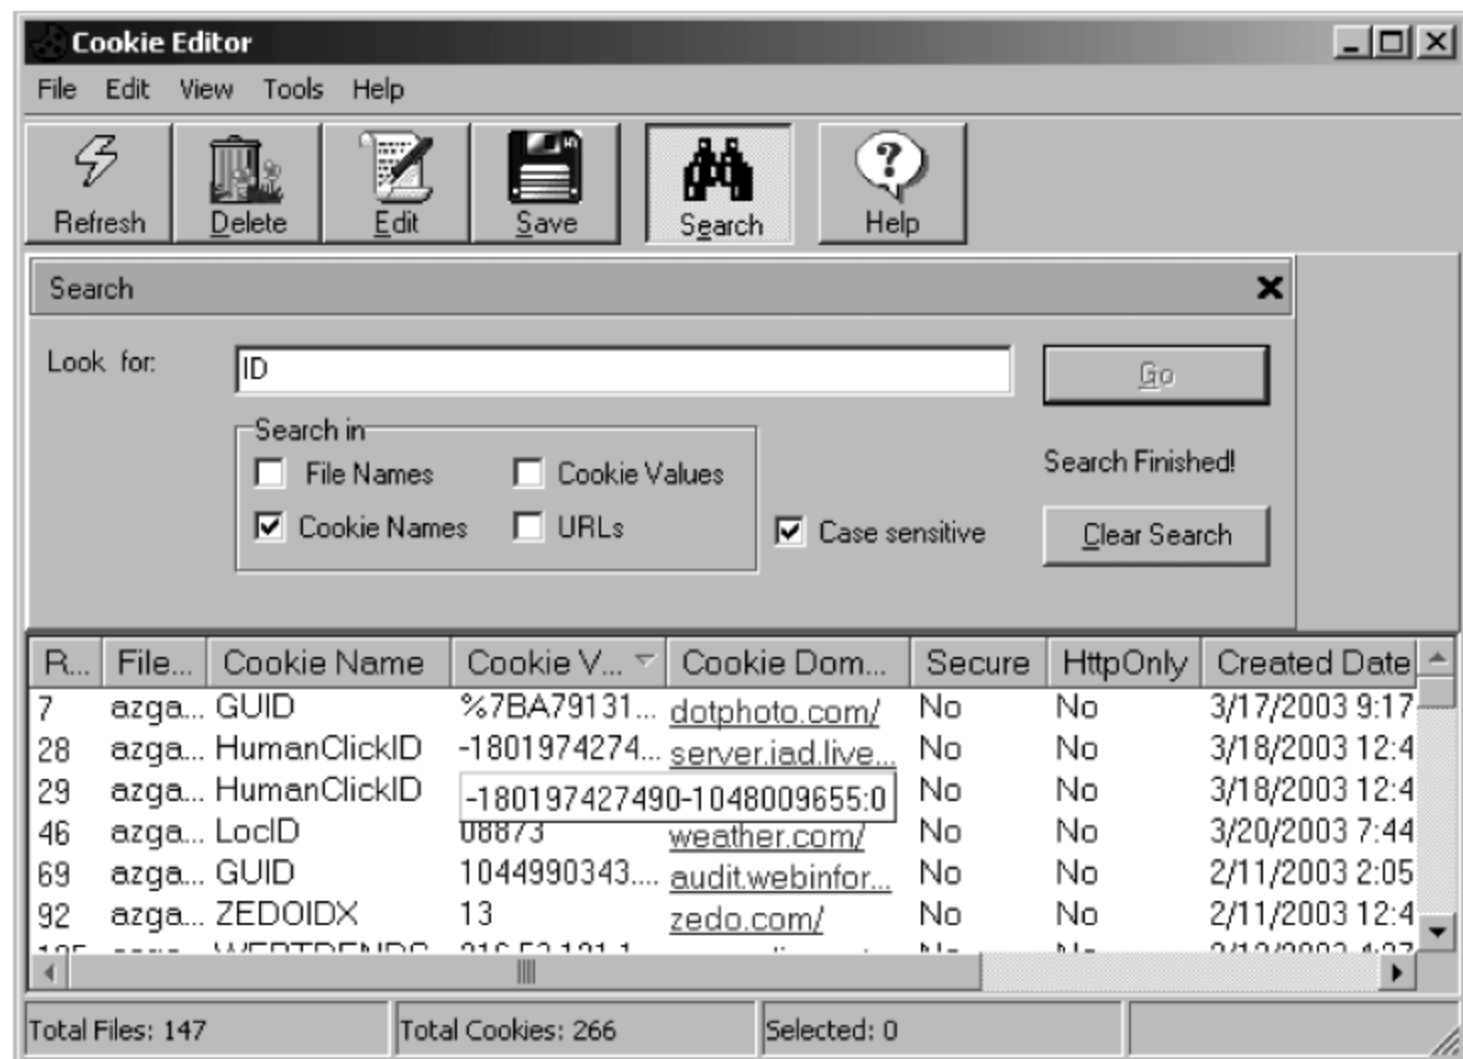 Cookie Editor
File Edit View Tools Help
Refresh Delete Edit Save Search Help
Search
Look for: ID Go
Search in
File Names Cookie Values Search Finished!
Cookie Names URLs Case sensitive Clear Search
R... File... Cookie Name Cookie V... Cookie Dom... Secure HttpOnly Created Date
7 azga... GUID %7BA79131... dotphoto.com/ No No 3/17/2003 9:17
28 azga... HumanClickID -1801974274... server.iad.live... No No 3/18/2003 12:4
29 azga... HumanClickID -180197427490-1048009655:0 No No 3/18/2003 12:4
46 azga... LocID 08873 weather.com/ No No 3/20/2003 7:44
69 azga... GUID 1044990343.... audit.webinfor... No No 2/11/2003 2:05
92 azga... ZEDOIDX 13 zedo.com/ No No 2/11/2003 12:4
Total Files: 147 Total Cookies: 266 Selected: 0